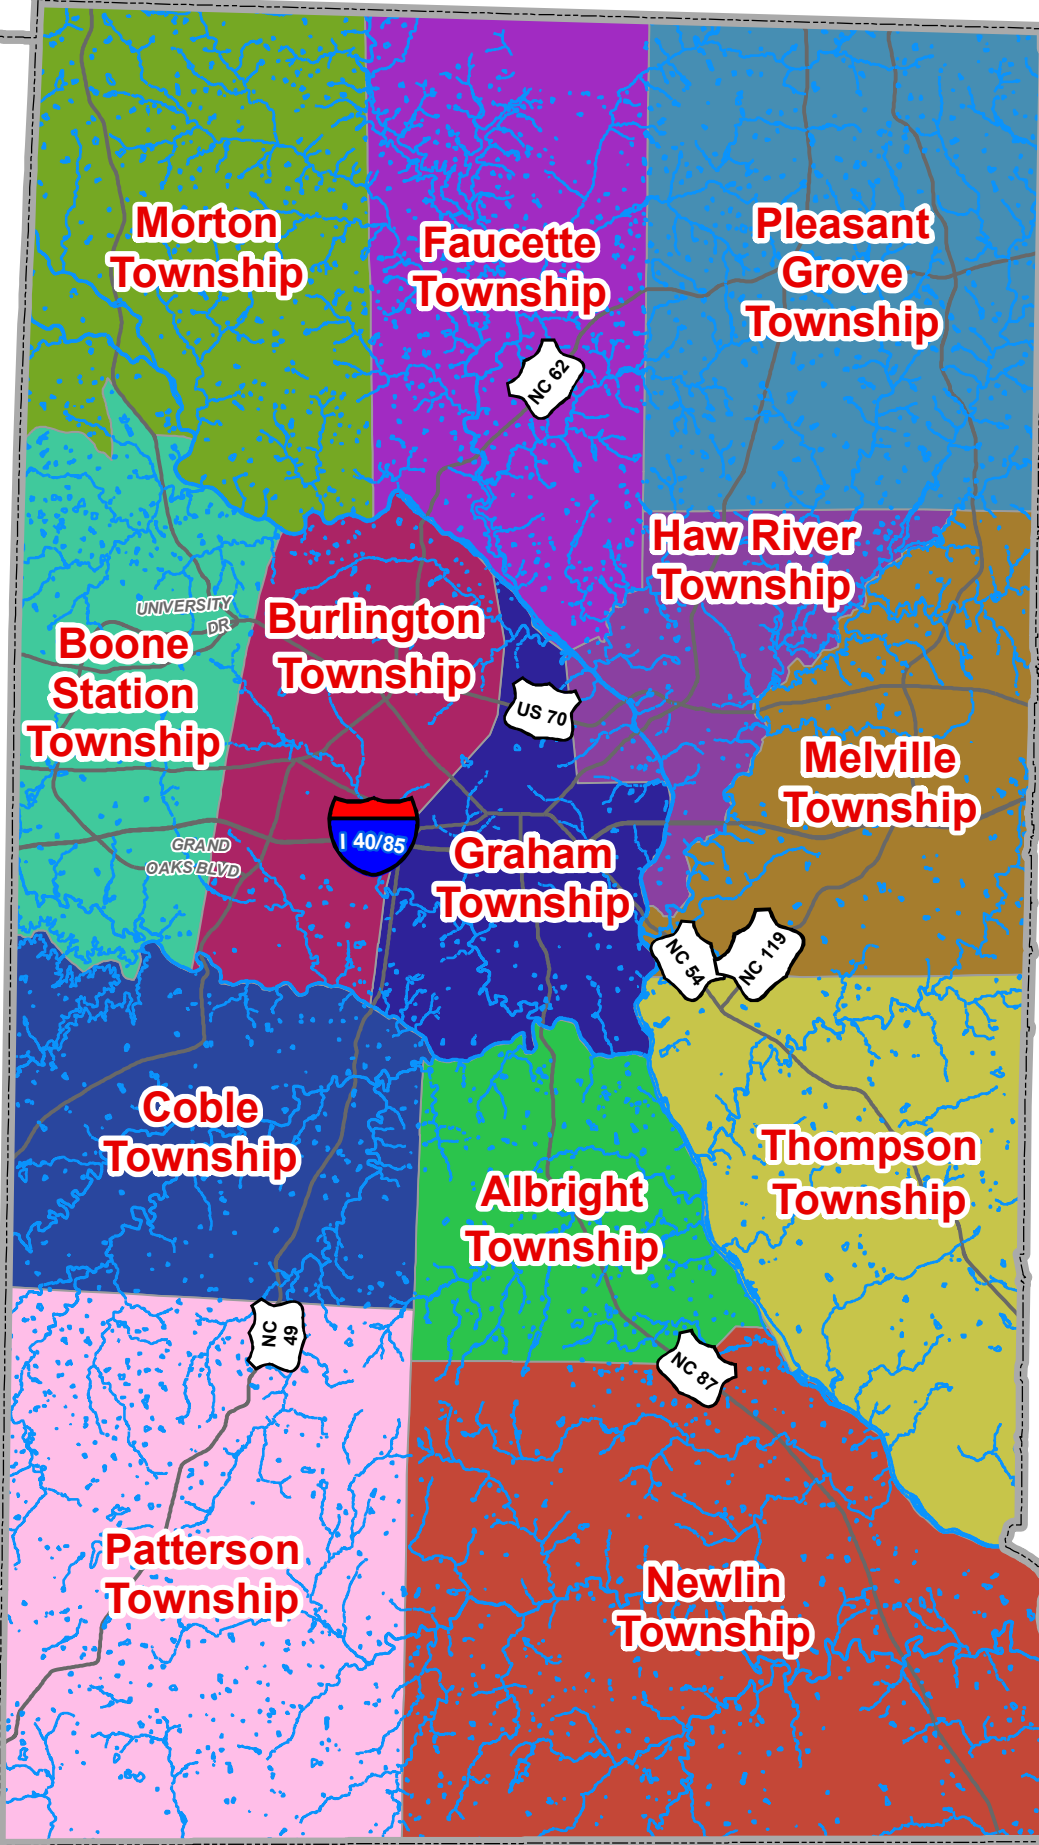 Morton
Township
Faucette
Township
Pleasant
Grove
Township
NC 62
Haw River
Township
UNIVERSITY
DR
Burlington
Township
Boone
Station
Township
US 70
Melville
Township
I 40/85
GRAND
OAKS BLVD
Graham
Township
NC 54
NC 119
Coble
Township
Thompson
Township
Albright
Township
NC
49
NC 87
Patterson
Township
Newlin
Township